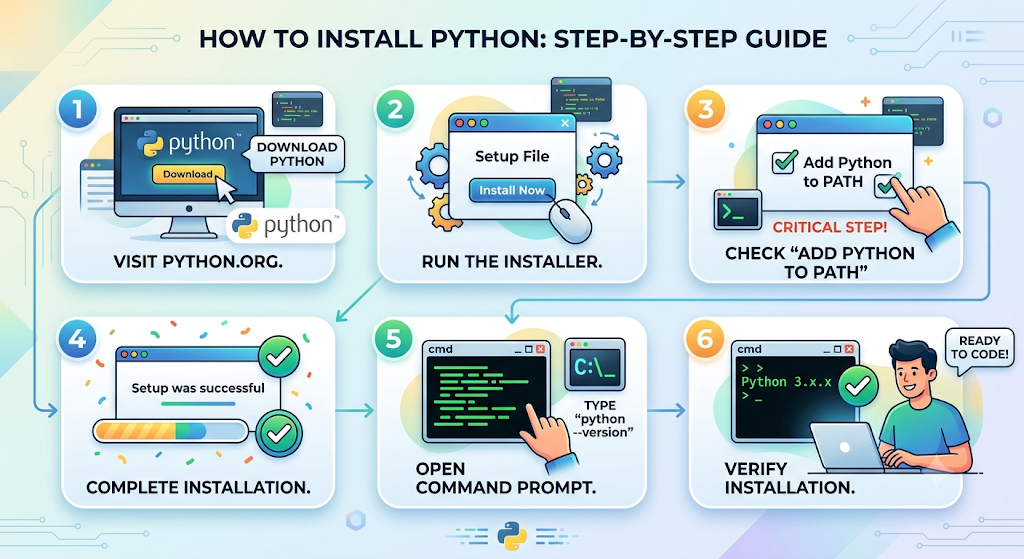 HOW TO INSTALL PYTHON: STEP-BY-STEP GUIDE
1
python™
Download
DOWNLOAD
PYTHON
python™
VISIT PYTHON.ORG.
2
Setup File
Install Now
RUN THE INSTALLER.
3
Add Python
to PATH
>_
CRITICAL STEP!
CHECK “ADD PYTHON
TO PATH”
4
Setup was successful
COMPLETE INSTALLATION.
5
cmd
C:\_
TYPE
“python
--version”
OPEN
COMMAND PROMPT.
6
cmd
> >
Python 3.x.x
> _
READY
TO CODE!
VERIFY
INSTALLATION.